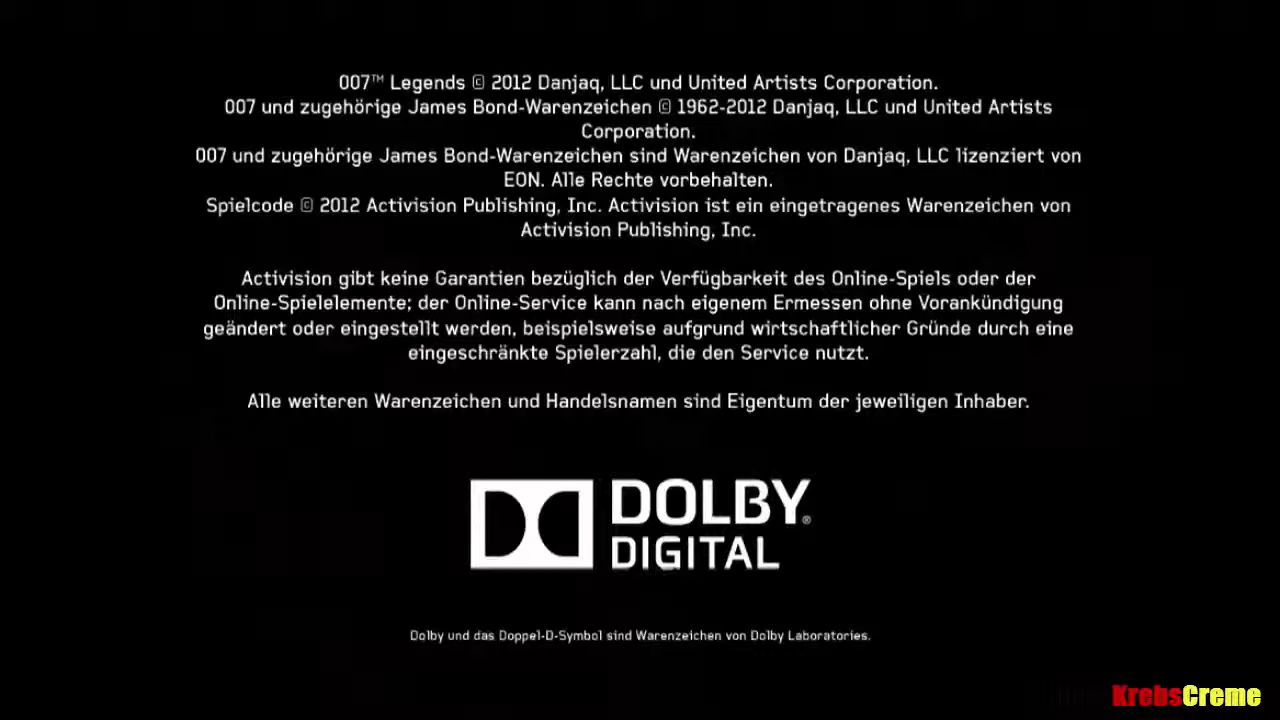 007™ Legends © 2012 Danjaq, LLC und United Artists Corporation.
007 und zugehörige James Bond-Warenzeichen © 1962-2012 Danjaq, LLC und United Artists
Corporation.
007 und zugehörige James Bond-Warenzeichen sind Warenzeichen von Danjaq, LLC lizenziert von
EON. Alle Rechte vorbehalten.
Spielcode © 2012 Activision Publishing, Inc. Activision ist ein eingetragenes Warenzeichen von
Activision Publishing, Inc.
Activision gibt keine Garantien bezüglich der Verfügbarkeit des Online-Spiels oder der
Online-Spielelemente; der Online-Service kann nach eigenem Ermessen ohne Vorankündigung
geändert oder eingestellt werden, beispielsweise aufgrund wirtschaftlicher Gründe durch eine
eingeschränkte Spielerzahl, die den Service nutzt.
Alle weiteren Warenzeichen und Handelsnamen sind Eigentum der jeweiligen Inhaber.
DOLBY®
DIGITAL
Dolby und das Doppel-D-Symbol sind Warenzeichen von Dolby Laboratories.
KrebsCreme